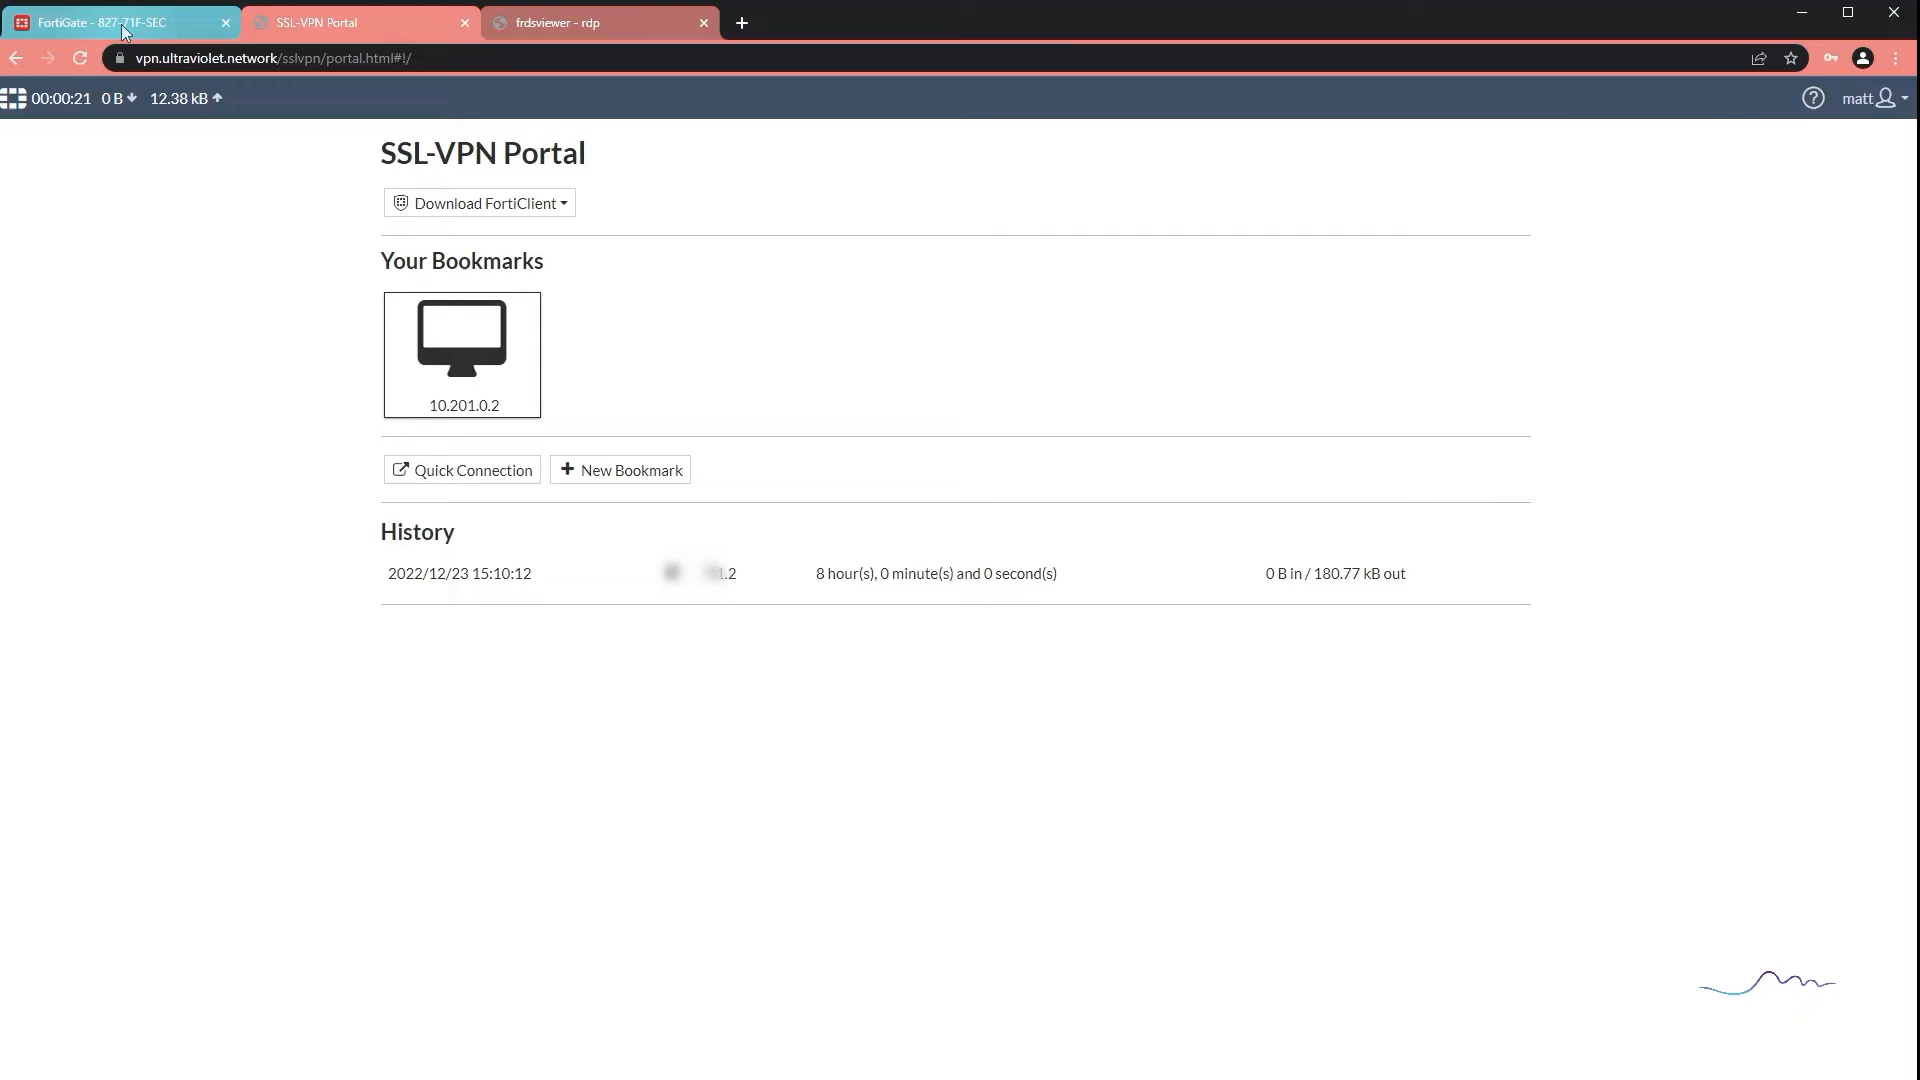 FortiGate - 827-71F-SEC
SSL-VPN Portal
frdsviewer - rdp
vpn.ultraviolet.network/sslvpn/portal.html#!/
00:00:21 0 B 12.38 kB
matt
SSL-VPN Portal
Download FortiClient
Your Bookmarks
10.201.0.2
Quick Connection
New Bookmark
History
2022/12/23 15:10:12 8 hour(s), 0 minute(s) and 0 second(s) 0 B in / 180.77 kB out